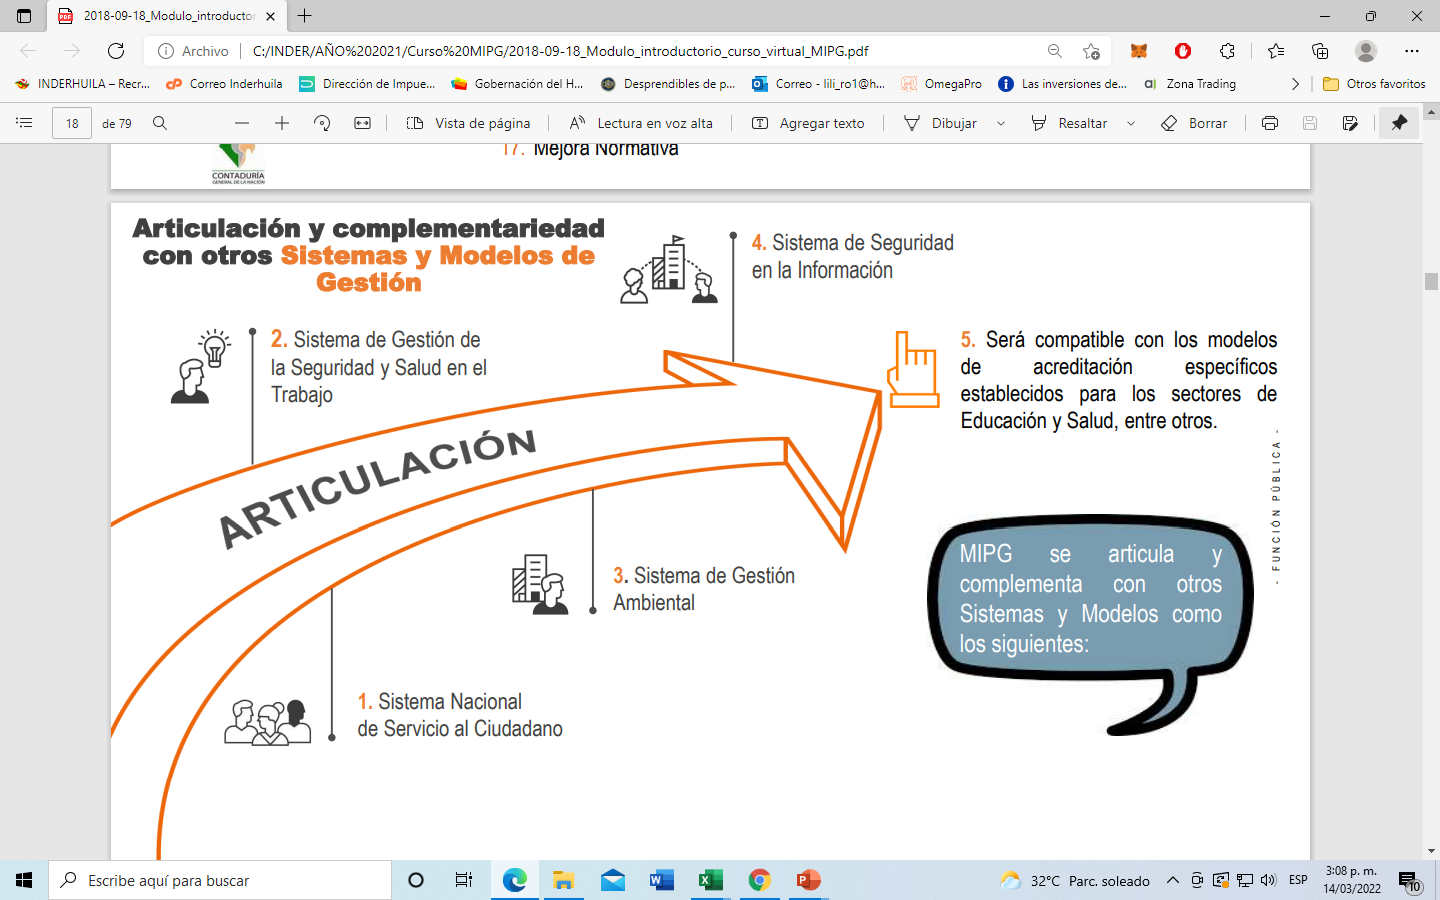 2018-09-18_Modulo_introductor
Archivo
C:/INDER/AÑO%202021/Curso%20MIPG/2018-09-18_Modulo_introductorio_curso_virtual_MIPG.pdf
INDERHUILA – Recr...
Correo Inderhuila
Dirección de Impue...
Gobernación del H...
Desprendibles de p...
Correo - lili_ro1@h...
OmegaPro
Las inversiones de...
Zona Trading
Otros favoritos
18 de 79
Vista de página
Lectura en voz alta
Agregar texto
Dibujar
Resaltar
Borrar
CONTADURÍA
GENERAL DE LA NACIÓN
17. Mejora Normativa
Articulación y complementariedad
con otros Sistemas y Modelos de
Gestión
4. Sistema de Seguridad
en la Información
2. Sistema de Gestión de
la Seguridad y Salud en el
Trabajo
5. Será compatible con los modelos
de acreditación específicos
establecidos para los sectores de
Educación y Salud, entre otros.
ARTICULACIÓN
- FUNCIÓN PÚBLICA -
MIPG se articula y
complementa con otros
Sistemas y Modelos como
los siguientes:
3. Sistema de Gestión
Ambiental
1. Sistema Nacional
de Servicio al Ciudadano
Escribe aquí para buscar
32°C Parc. soleado
ESP
3:08 p. m.
14/03/2022
10